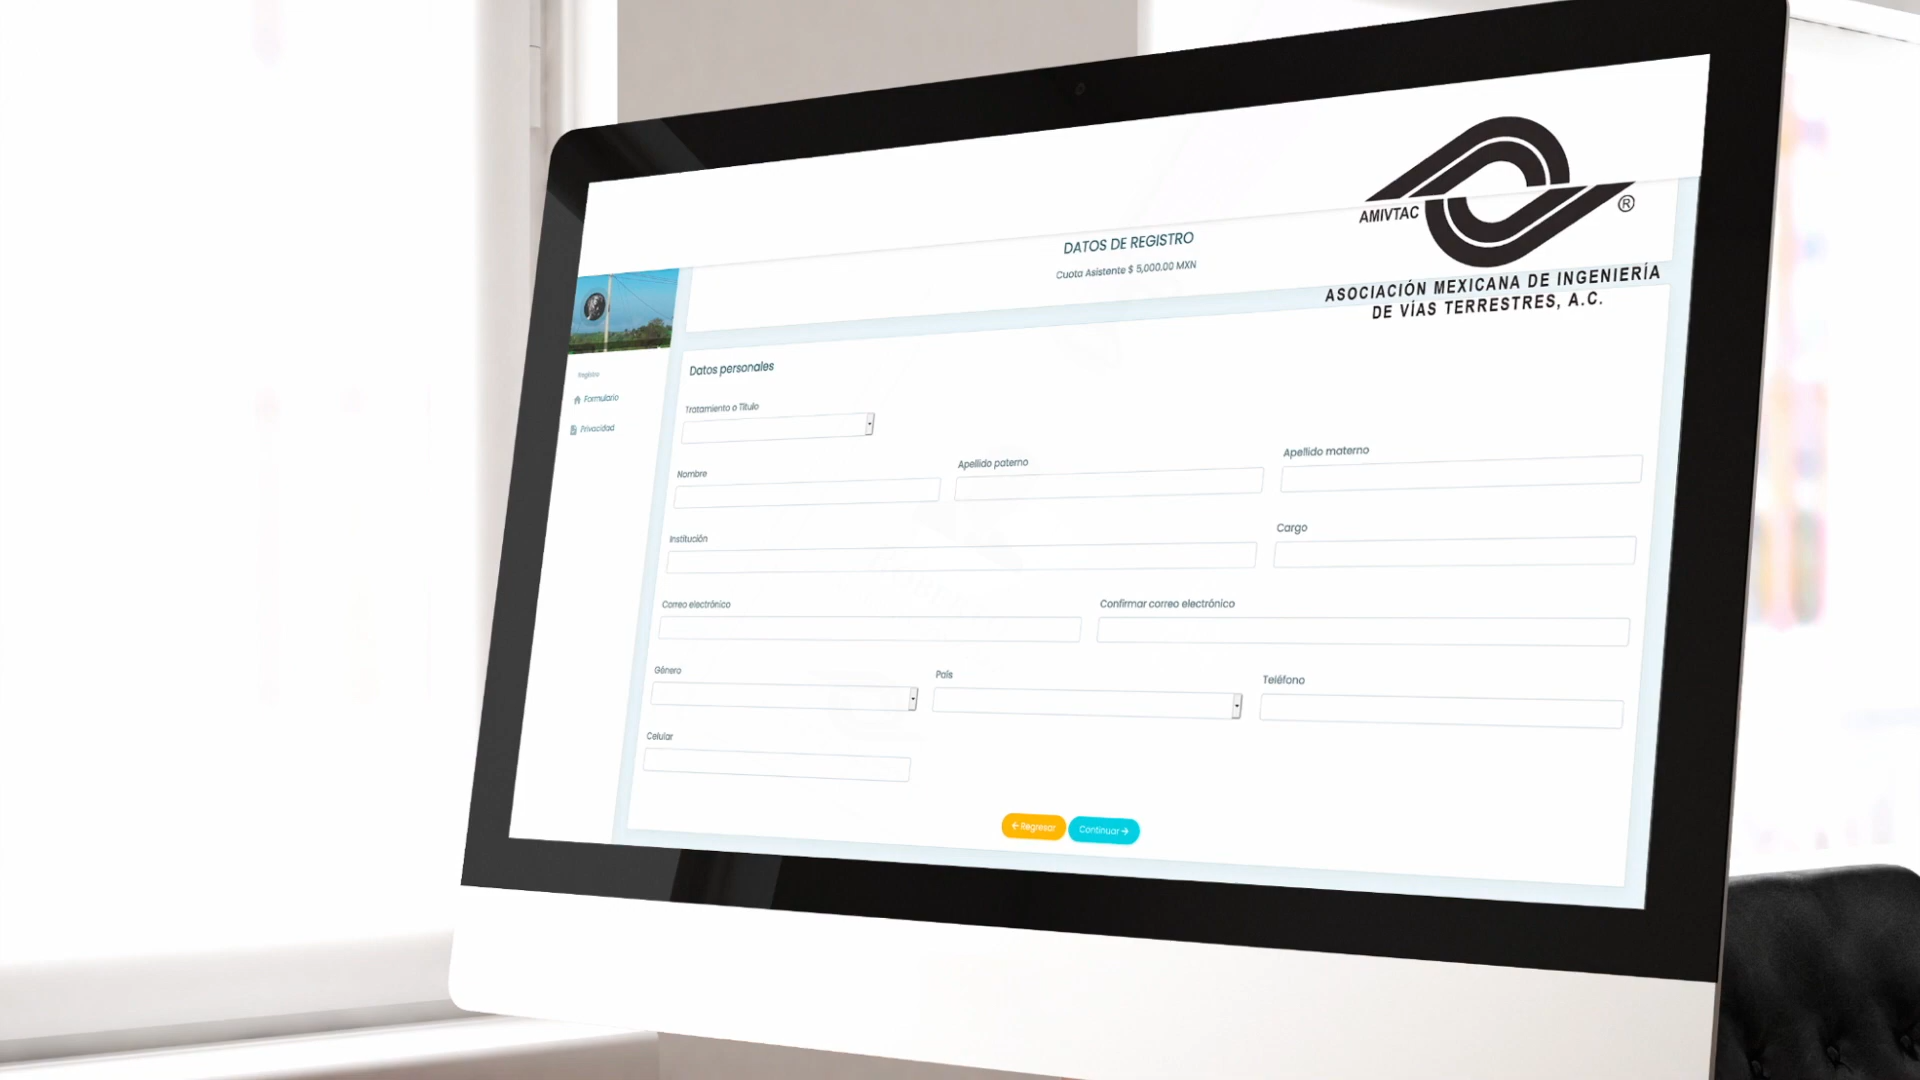 AMIVTAC
®
ASOCIACIÓN MEXICANA DE INGENIERÍA
DE VÍAS TERRESTRES, A.C.
DATOS DE REGISTRO
Cuota Asistente $ 5,000.00 MXN
Registro
Formulario
Privacidad
Datos personales
Tratamiento o Título
Nombre
Apellido paterno
Apellido materno
Institución
Cargo
Correo electrónico
Confirmar correo electrónico
Género
País
Teléfono
Celular
Regresar
Continuar